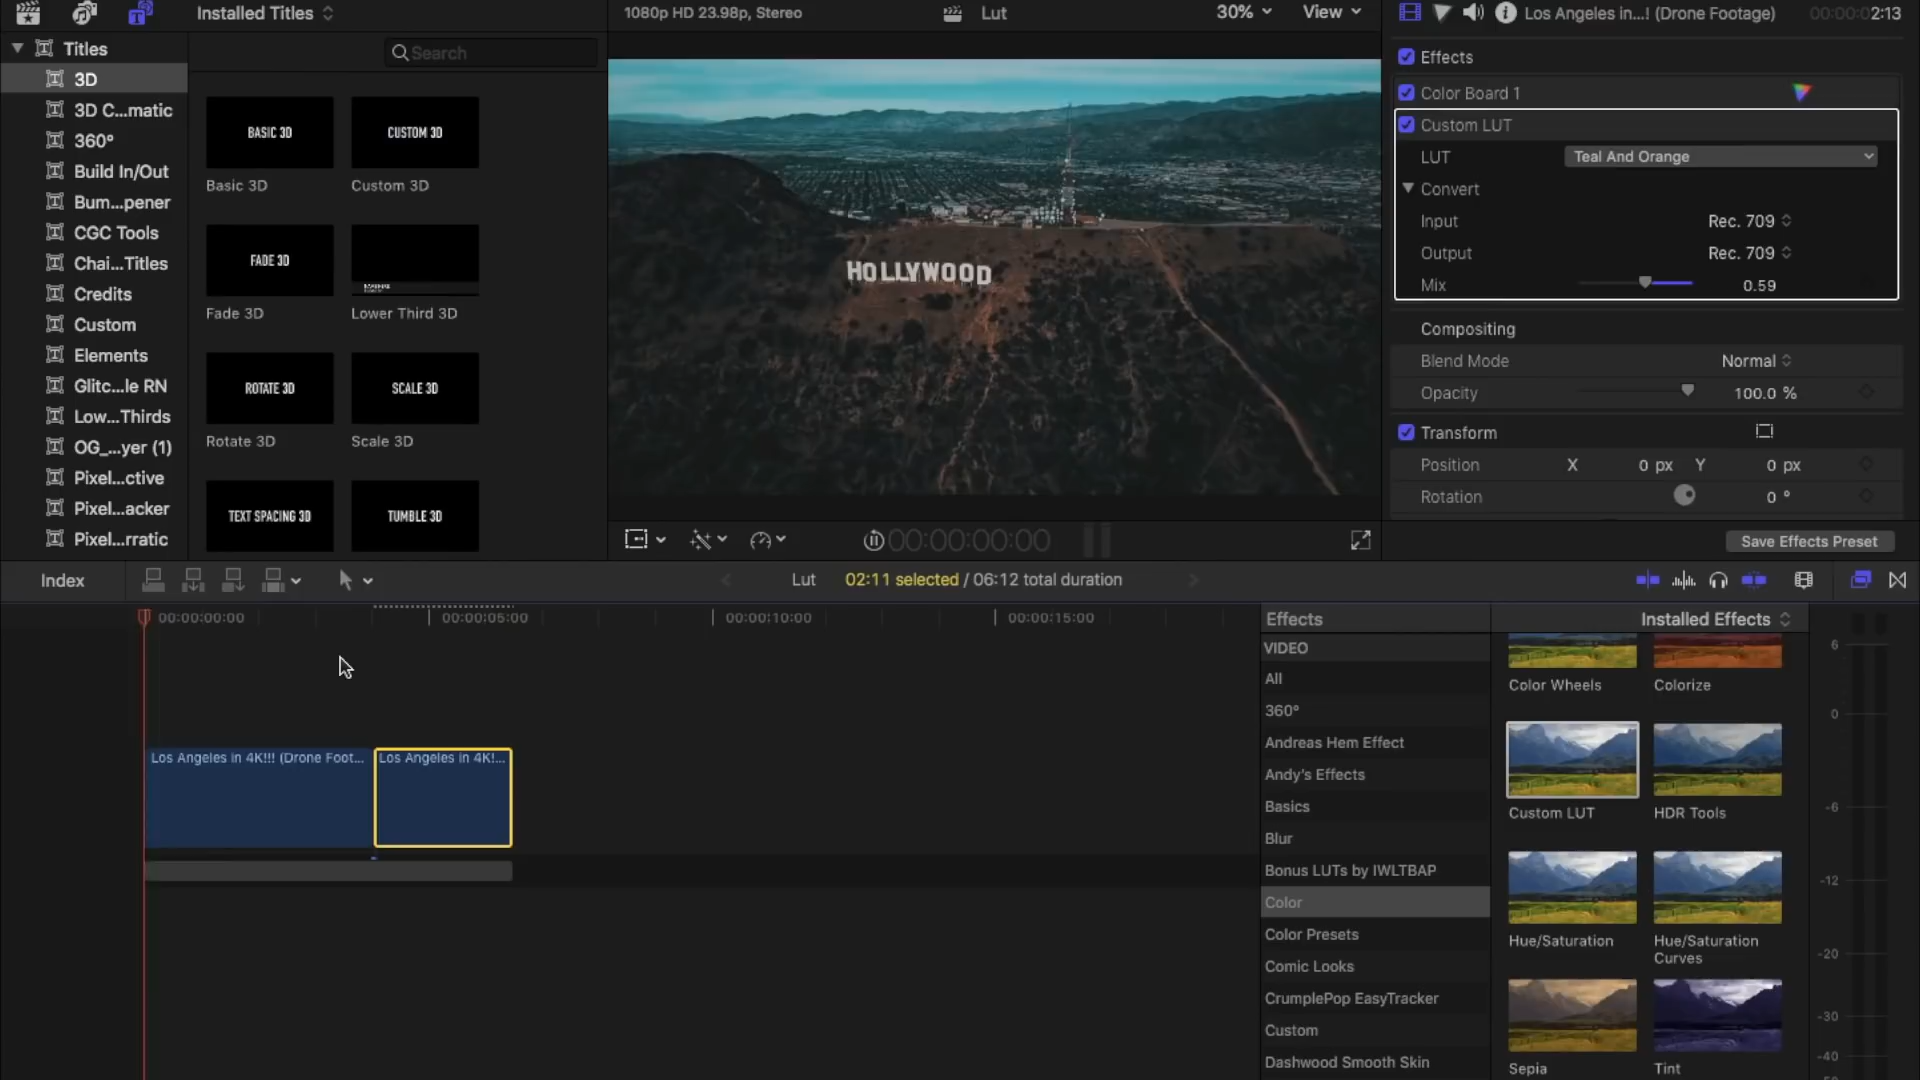 Installed Titles
1080p HD 23.98p, Stereo
Lut
30%
View
Los Angeles in...! (Drone Footage)
00:00:02:13
Titles
3D
3D C...matic
360°
Build In/Out
Bum...pener
CGC Tools
Chai...Titles
Credits
Custom
Elements
Glitc...le RN
Low...Thirds
OG_...yer (1)
Pixel...ctive
Pixel...acker
Pixel...rratic
Search
BASIC 3D
CUSTOM 3D
Basic 3D
Custom 3D
FADE 3D
Fade 3D
Lower Third 3D
ROTATE 3D
SCALE 3D
Rotate 3D
Scale 3D
TEXT SPACING 3D
TUMBLE 3D
HOLLYWOOD
00:00:00:00
Effects
Color Board 1
Custom LUT
LUT
Teal And Orange
Convert
Input
Rec. 709
Output
Rec. 709
Mix
0.59
Compositing
Blend Mode
Normal
Opacity
100.0 %
Transform
Position
X
0 px
Y
0 px
Rotation
0 °
Save Effects Preset
Index
Lut
02:11 selected / 06:12 total duration
00:00:00:00
00:00:05:00
00:00:10:00
00:00:15:00
Los Angeles in 4K!!! (Drone Foot...
Los Angeles in 4K!...
Effects
VIDEO
All
360°
Andreas Hem Effect
Andy's Effects
Basics
Blur
Bonus LUTs by IWLTBAP
Color
Color Presets
Comic Looks
CrumplePop EasyTracker
Custom
Dashwood Smooth Skin
Installed Effects
Color Wheels
Colorize
Custom LUT
HDR Tools
Hue/Saturation
Hue/Saturation
Curves
Sepia
Tint
6
0
-6
-12
-20
-30
-40